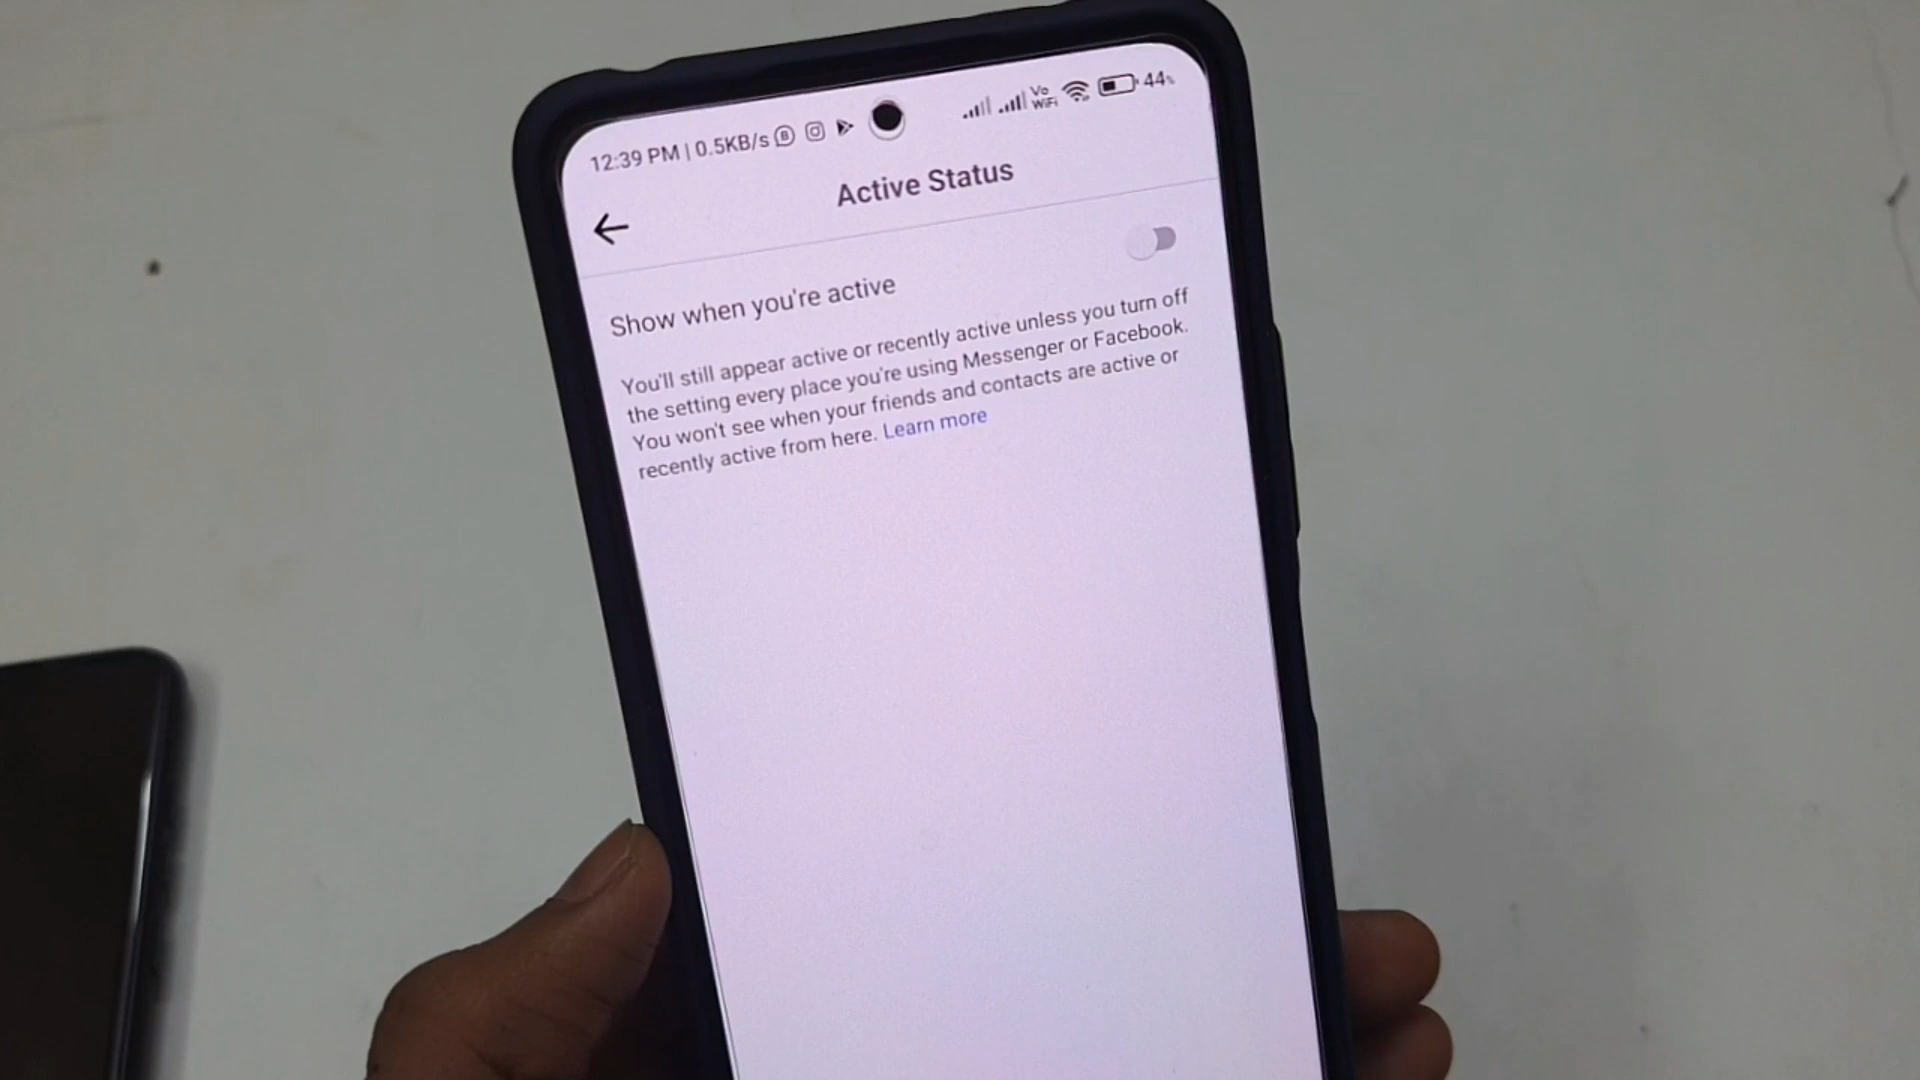 12:39 PM | 0.5KB/s
Vo
WiFi
44%
Active Status
Show when you're active
You'll still appear active or recently active unless you turn off
the setting every place you're using Messenger or Facebook.
You won't see when your friends and contacts are active or
recently active from here. Learn more